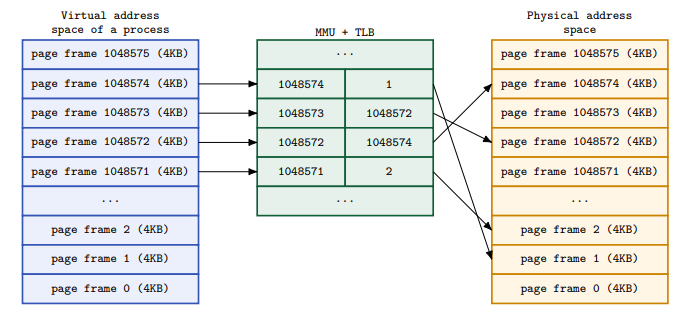 Virtual address
space of a process
page frame 1048575 (4KB)
page frame 1048574 (4KB)
page frame 1048573 (4KB)
page frame 1048572 (4KB)
page frame 1048571 (4KB)
...
page frame 2 (4KB)
page frame 1 (4KB)
page frame 0 (4KB)
MMU + TLB
...
1048574 1
1048573 1048572
1048572 1048574
1048571 2
...
Physical address
space
page frame 1048575 (4KB)
page frame 1048574 (4KB)
page frame 1048573 (4KB)
page frame 1048572 (4KB)
page frame 1048571 (4KB)
...
page frame 2 (4KB)
page frame 1 (4KB)
page frame 0 (4KB)